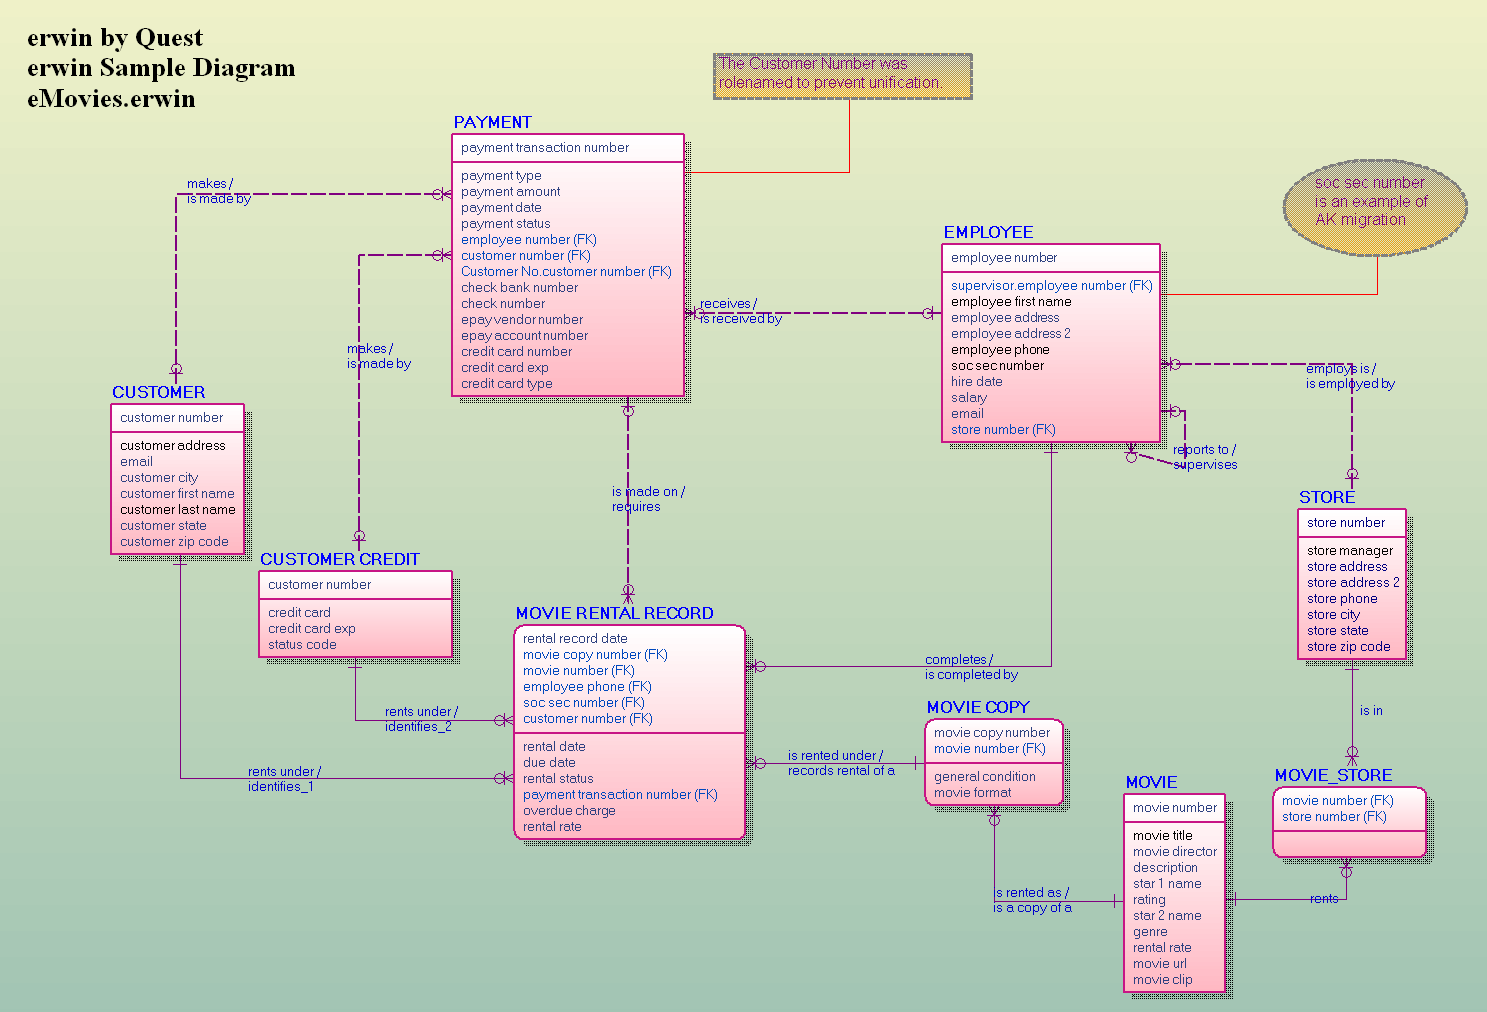 erwin by Quest
erwin Sample Diagram
eMovies.erwin
The Customer Number was
rolenamed to prevent unification.
soc sec number
is an example of
AK migration
PAYMENT
payment transaction number
payment type
payment amount
payment date
payment status
employee number (FK)
customer number (FK)
Customer No.customer number (FK)
check bank number
check number
epay vendor number
epay account number
credit card number
credit card exp
credit card type
makes /
is made by
makes /
is made by
receives /
is received by
EMPLOYEE
employee number
supervisor.employee number (FK)
employee first name
employee address
employee address 2
employee phone
soc sec number
hire date
salary
email
store number (FK)
employs is /
is employed by
reports to /
supervises
CUSTOMER
customer number
customer address
email
customer city
customer first name
customer last name
customer state
customer zip code
is made on /
requires
STORE
store number
store manager
store address
store address 2
store phone
store city
store state
store zip code
CUSTOMER CREDIT
customer number
credit card
credit card exp
status code
MOVIE RENTAL RECORD
rental record date
movie copy number (FK)
movie number (FK)
employee phone (FK)
soc sec number (FK)
customer number (FK)
rental date
due date
rental status
payment transaction number (FK)
overdue charge
rental rate
completes /
is completed by
rents under /
identifies_2
rents under /
identifies_1
is rented under /
records rental of a
MOVIE COPY
movie copy number
movie number (FK)
general condition
movie format
is in
MOVIE_STORE
movie number (FK)
store number (FK)
MOVIE
movie number
movie title
movie director
description
star 1 name
rating
star 2 name
genre
rental rate
movie url
movie clip
is rented as /
is a copy of a
rents